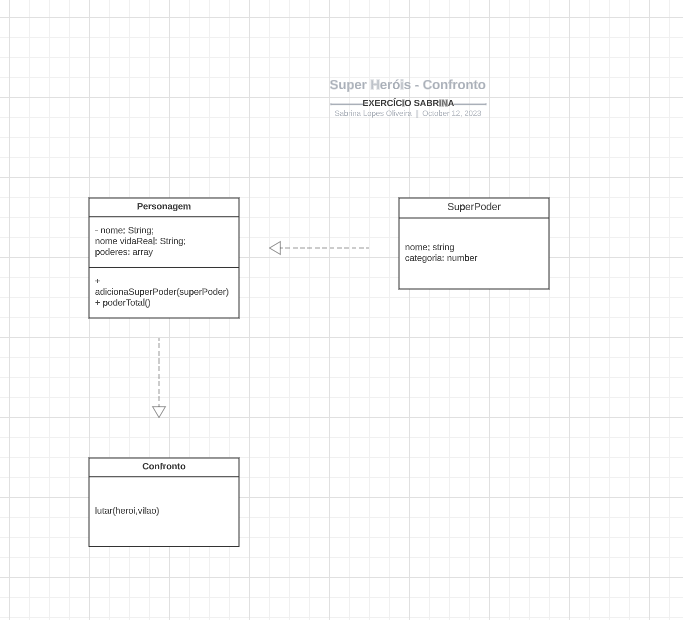 Super Heróis - Confronto
EXERCÍCIO SABRINA
Sabrina Lopes Oliveira | October 12, 2023
Personagem
- nome: String;
nome vidaReal: String;
poderes: array
+
adicionaSuperPoder(superPoder)
+ poderTotal()
SuperPoder
nome; string
categoria: number
Confronto
lutar(heroi,vilao)